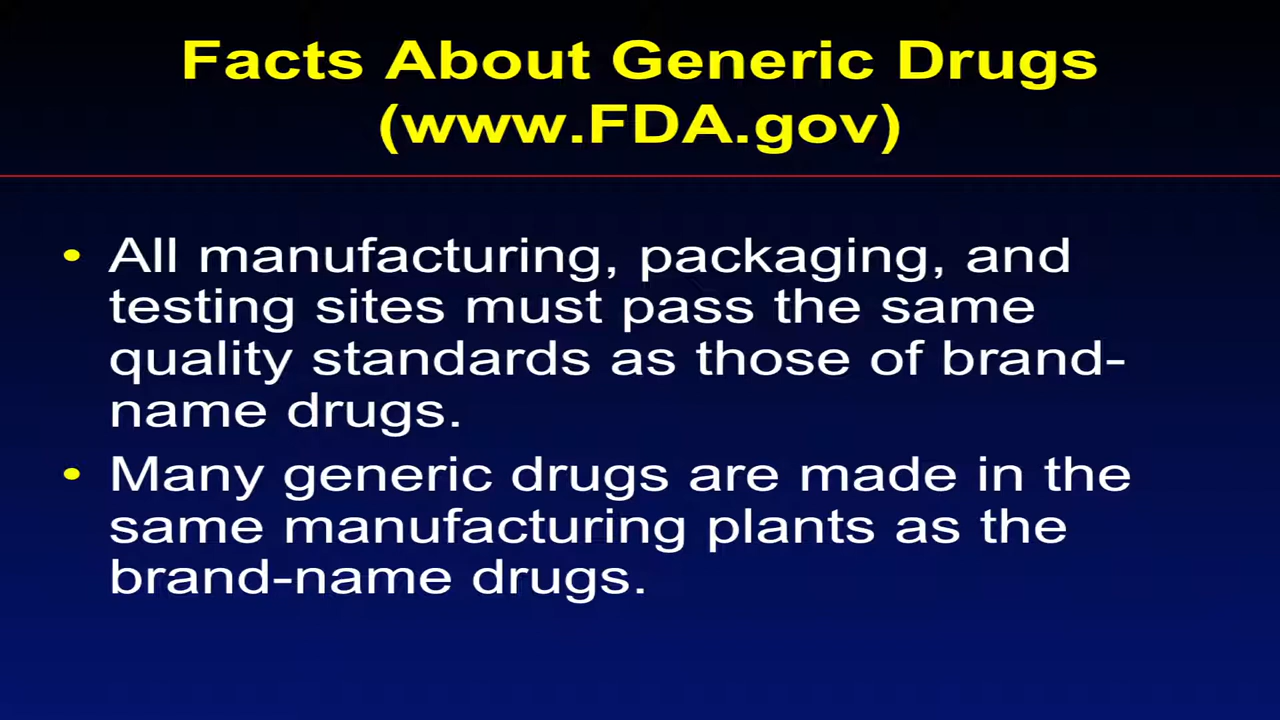 Facts About Generic Drugs
(www.FDA.gov)
• All manufacturing, packaging, and
testing sites must pass the same
quality standards as those of brand-
name drugs.
• Many generic drugs are made in the
same manufacturing plants as the
brand-name drugs.